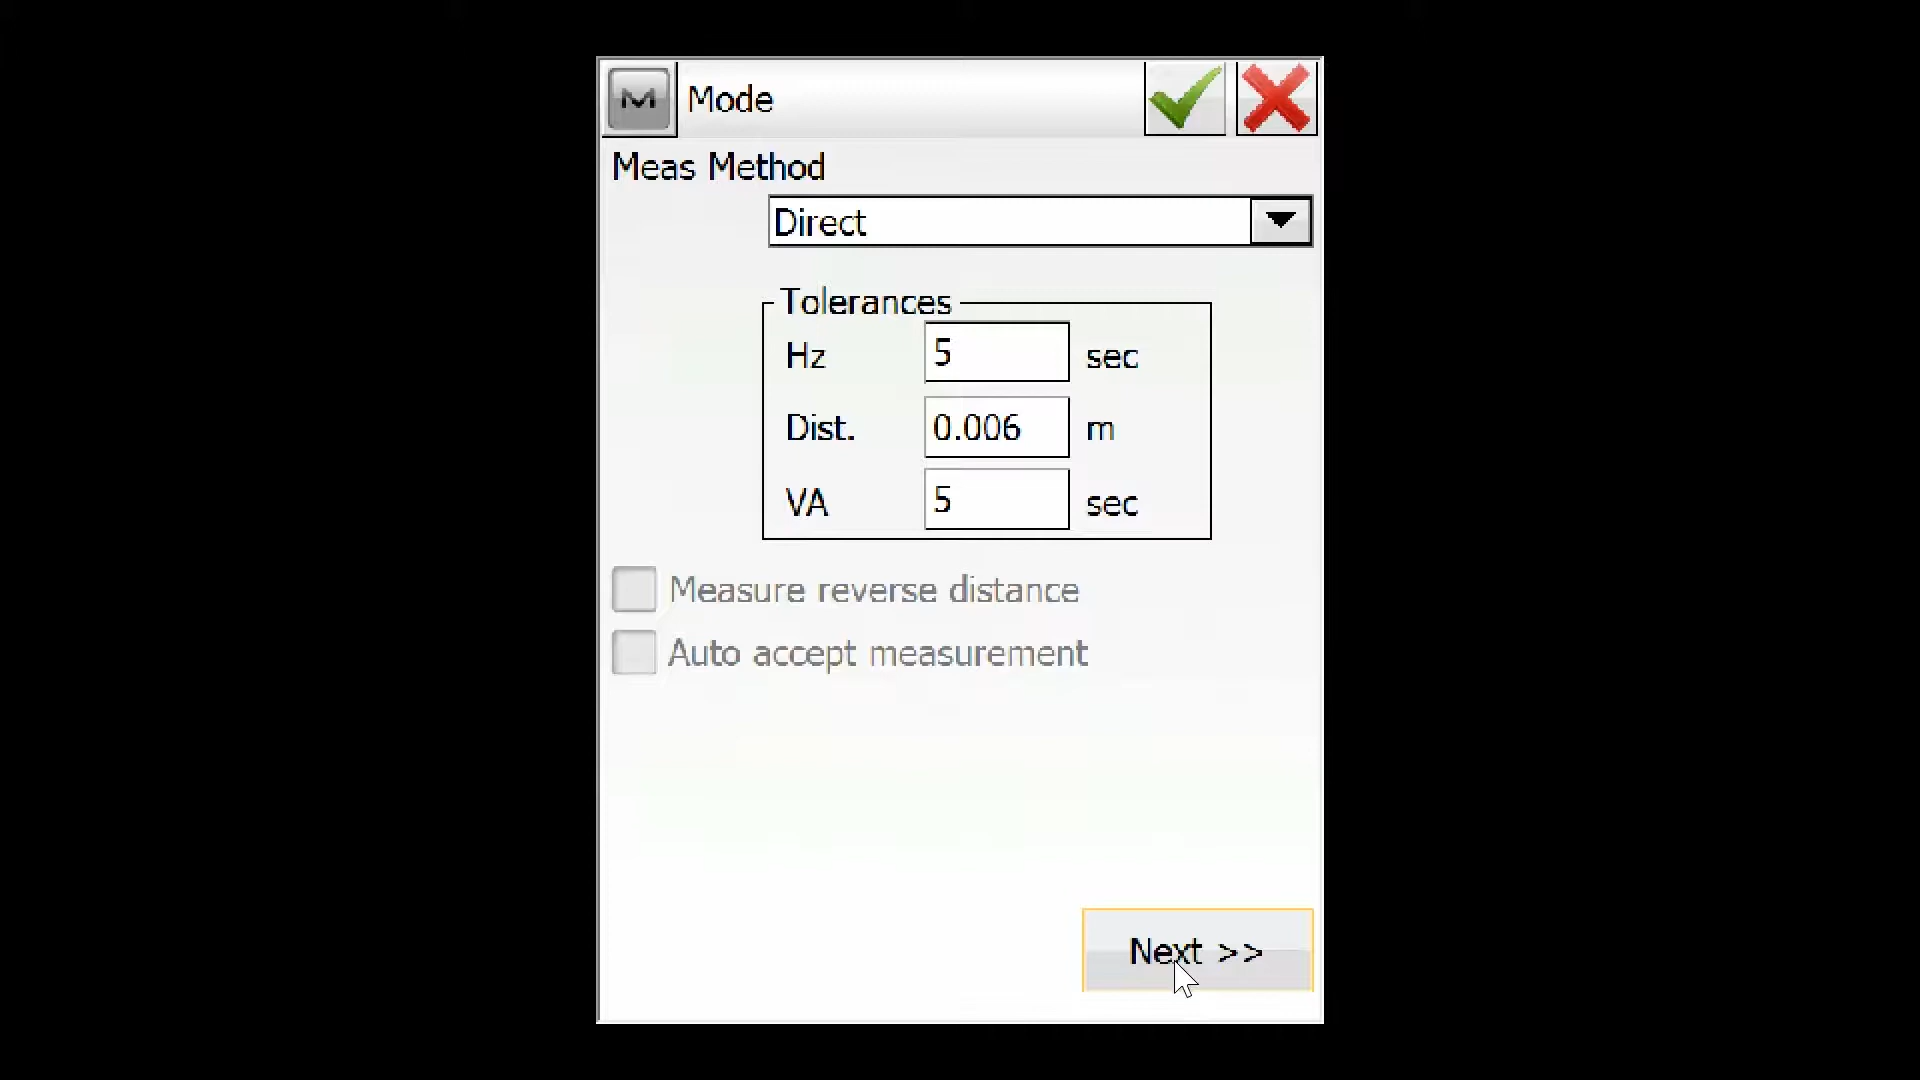 M Mode
Meas Method
Direct
Tolerances
Hz 5 sec
Dist. 0.006 m
VA 5 sec
Measure reverse distance
Auto accept measurement
Next >>